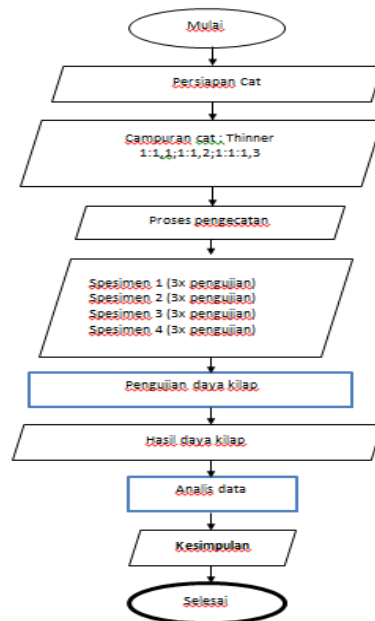 Mulai
Persiapan Cat
Campuran cat : Thinner
1:1,1;1:1,2;1:1:1,3
Proses pengecatan
Spesimen 1 (3x pengujian)
Spesimen 2 (3x pengujian)
Spesimen 3 (3x pengujian)
Spesimen 4 (3x pengujian)
Pengujian daya kilap
Hasil daya kilap
Analis data
Kesimpulan
Selesai